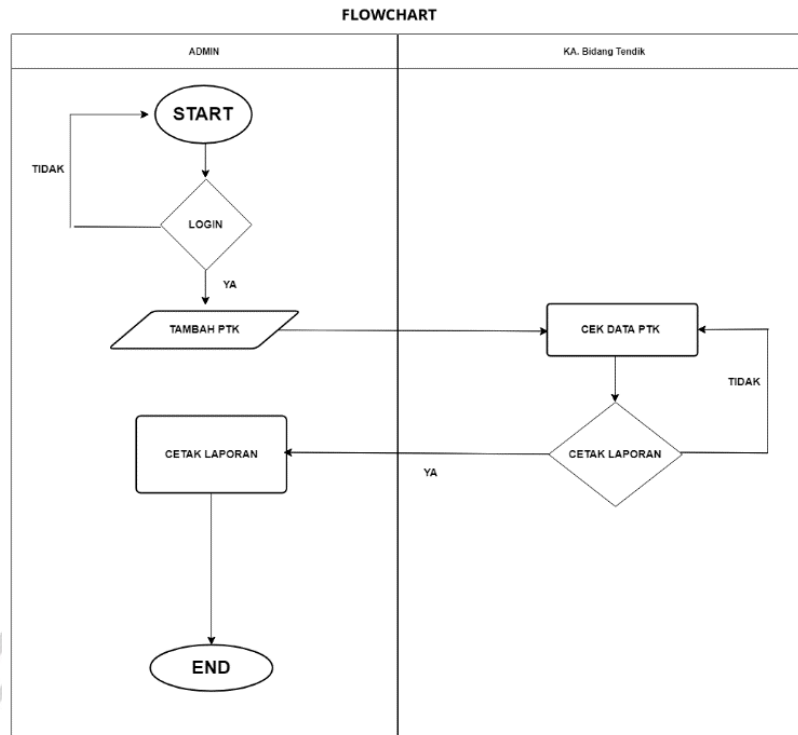 FLOWCHART
ADMIN
KA. Bidang Tendik
START
TIDAK
LOGIN
YA
TAMBAH PTK
CEK DATA PTK
TIDAK
CETAK LAPORAN
CETAK LAPORAN
YA
END